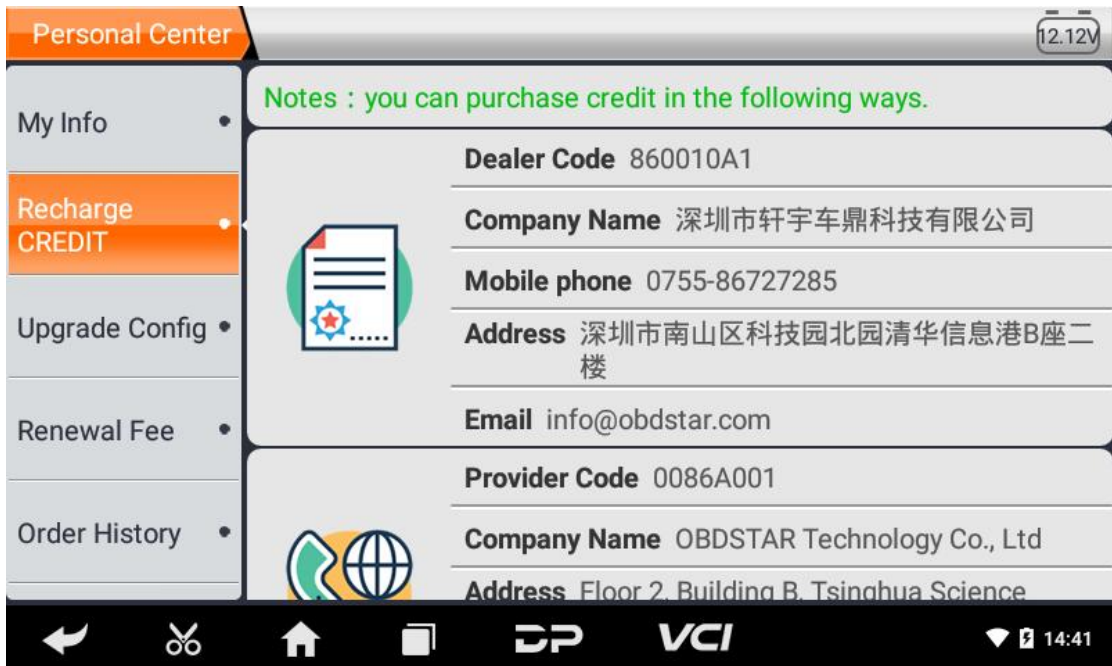 Personal Center
12.12V
My Info
Recharge
CREDIT
Upgrade Config
Renewal Fee
Order History
Notes：you can purchase credit in the following ways.
Dealer Code 860010A1
Company Name 深圳市轩宇车鼎科技有限公司
Mobile phone 0755-86727285
Address 深圳市南山区科技园北园清华信息港B座二
楼
Email info@obdstar.com
Provider Code 0086A001
Company Name OBDSTAR Technology Co., Ltd
Address Floor 2, Building B, Tsinghua Science
DP VCI 14:41